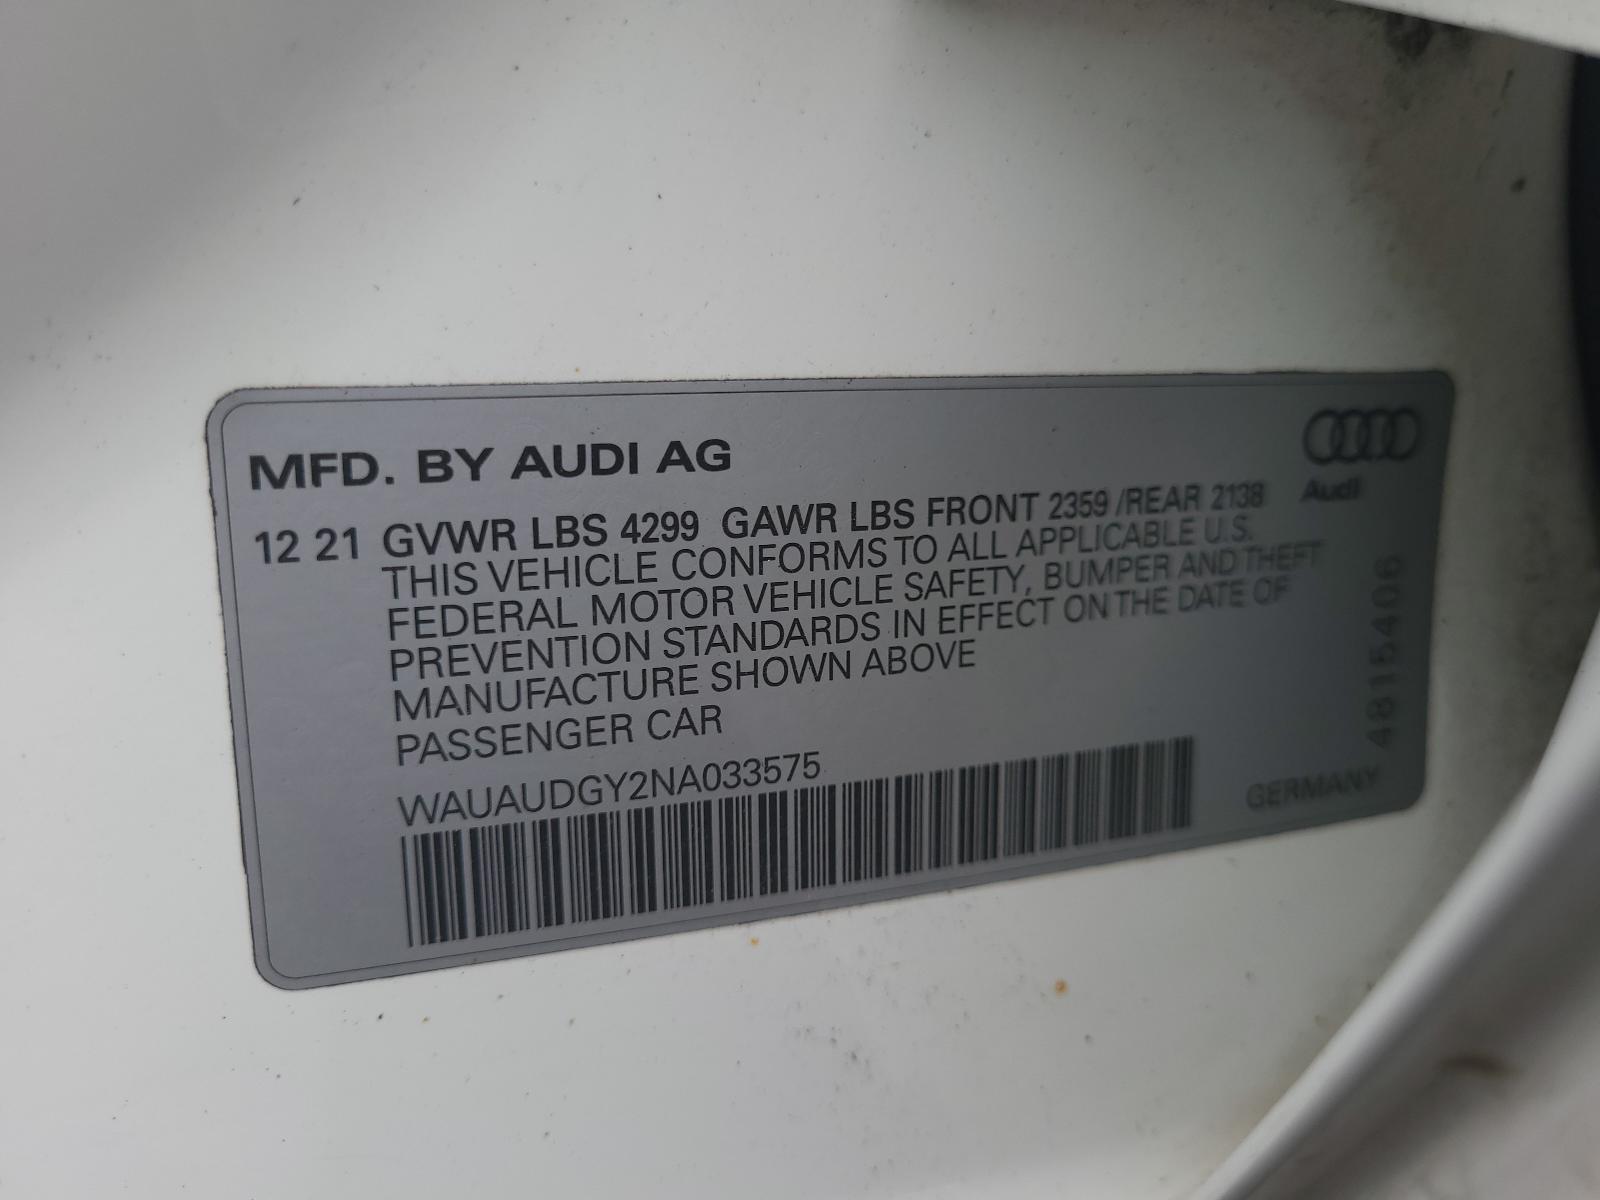 MFD. BY AUDI AG
Audi
12 21 GVWR LBS 4299 GAWR LBS FRONT 2359 /REAR 2138
THIS VEHICLE CONFORMS TO ALL APPLICABLE U.S.
FEDERAL MOTOR VEHICLE SAFETY, BUMPER AND THEFT
PREVENTION STANDARDS IN EFFECT ON THE DATE OF
MANUFACTURE SHOWN ABOVE
PASSENGER CAR
WAUAUDGY2NA033575
GERMANY
4815406